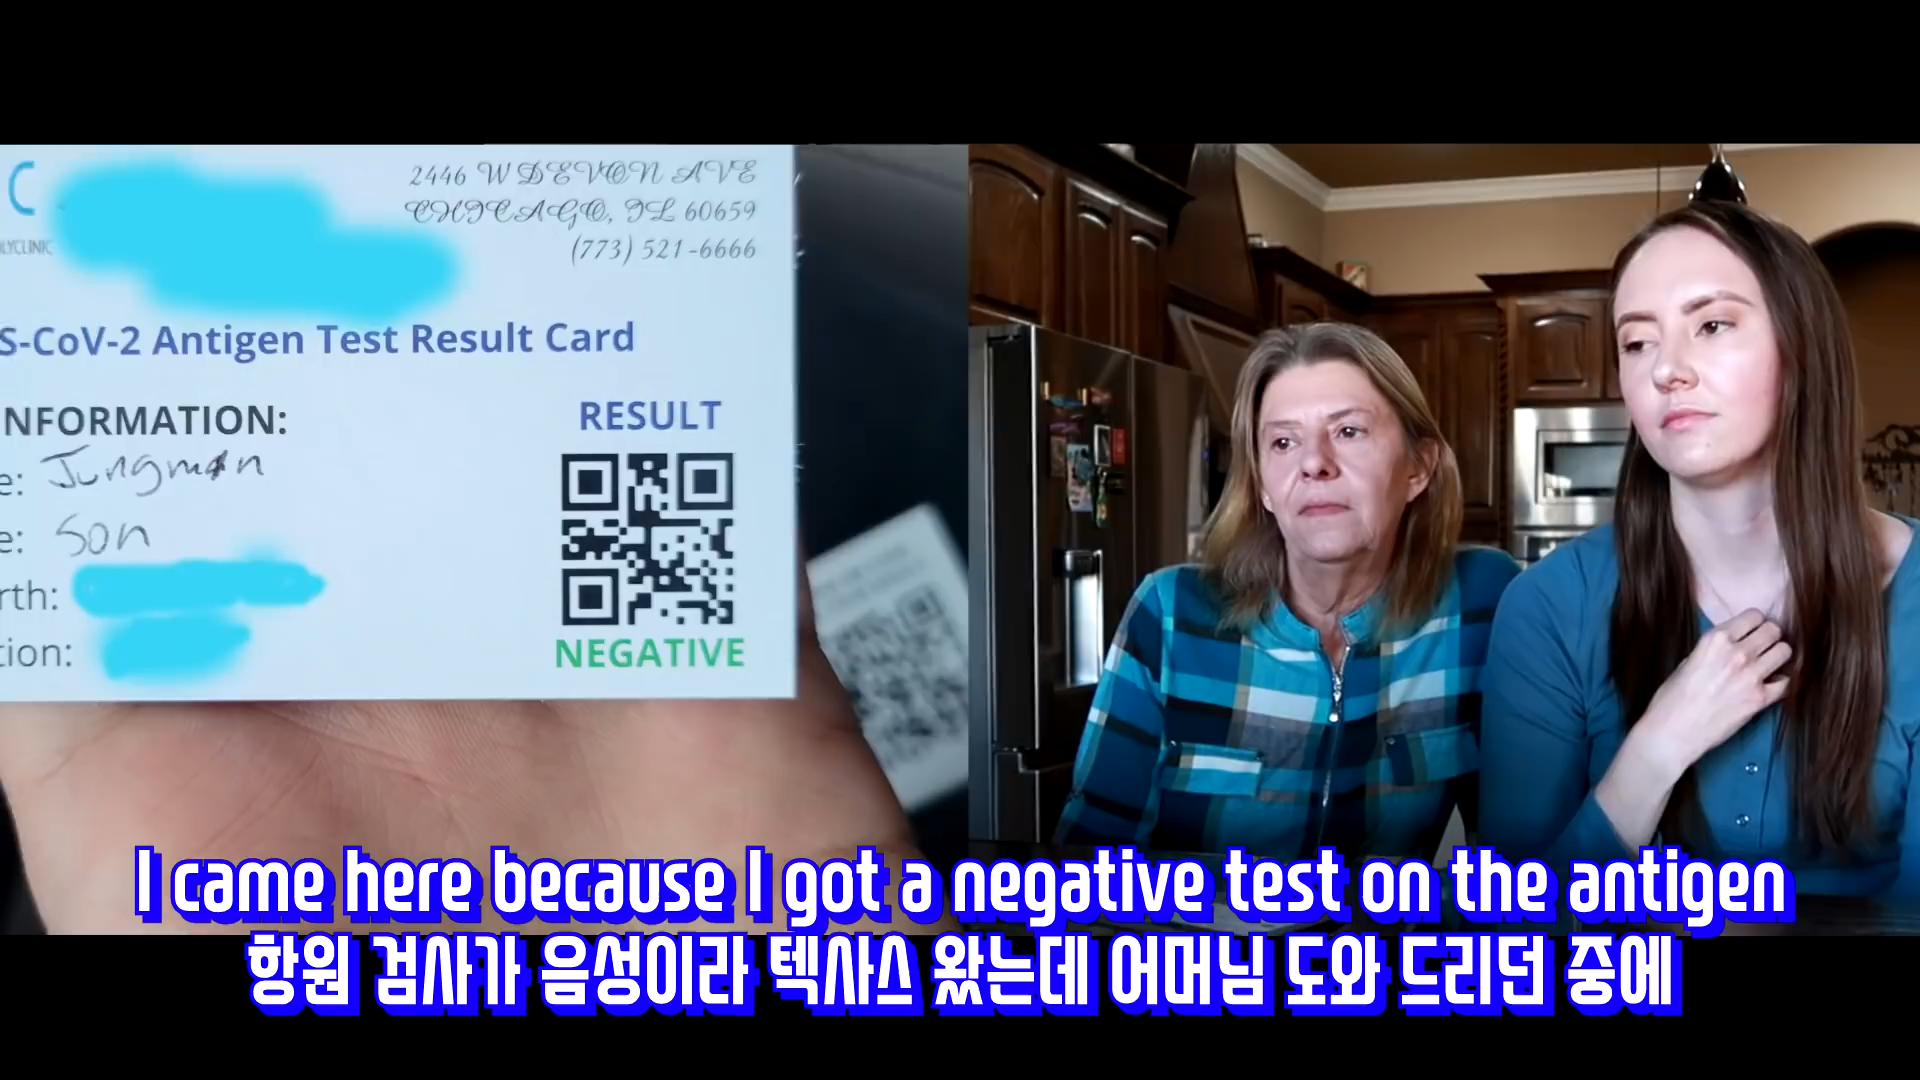 C
2446 W DEVON AVE
CHICAGO, IL 60659
(773) 521-6666
LYCLINIC
S-CoV-2 Antigen Test Result Card
NFORMATION:
RESULT
e: Jungmin
e: Son
rth:
tion:
NEGATIVE
I came here because I got a negative test on the antigen
항원 검사가 음성이라 텍사스 왔는데 어머님 도와 드리던 중에